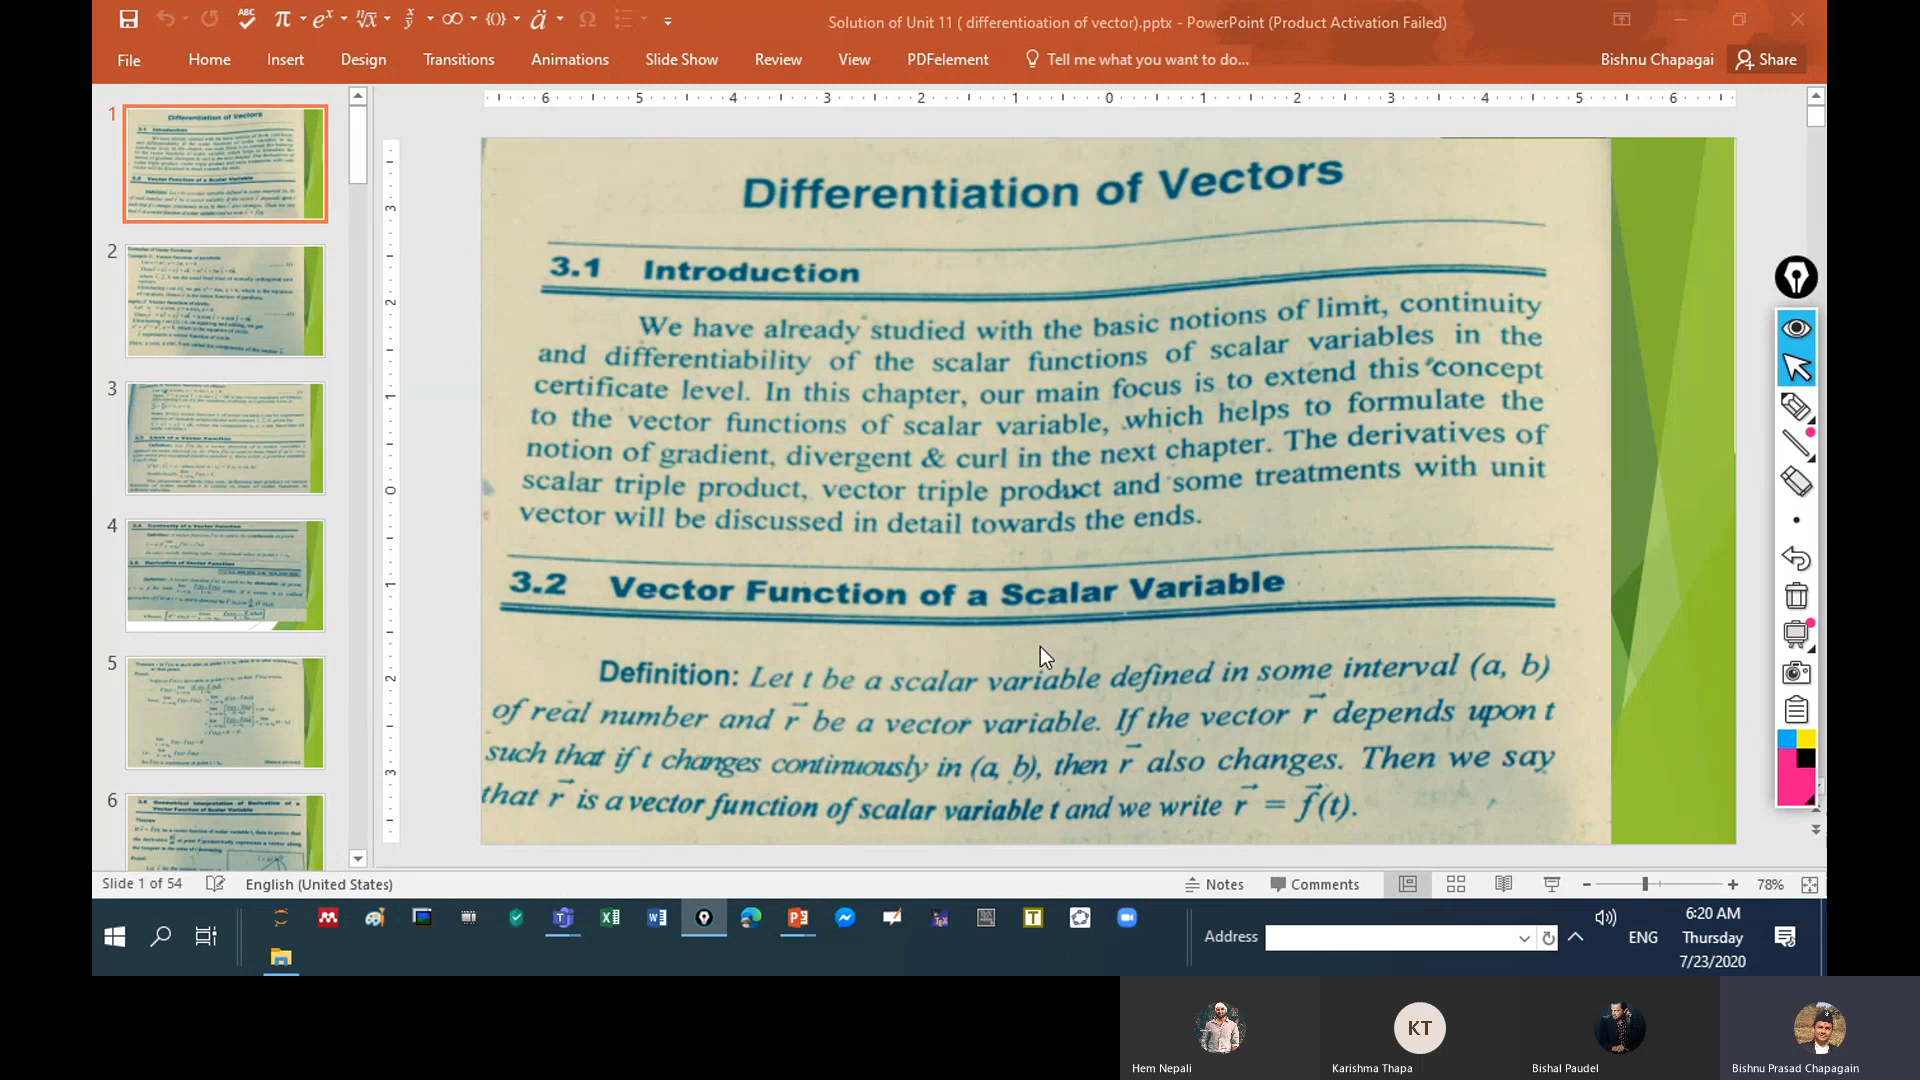 Solution of Unit 11 ( differentioation of vector).pptx - PowerPoint (Product Activation Failed)
File Home Insert Design Transitions Animations Slide Show Review View PDFelement Tell me what you want to do... Bishnu Chapagai Share
1
2
3
4
5
6
Differentiation of Vectors
3.1 Introduction
We have already studied with the basic notions of limit, continuity
and differentiability of the scalar functions of scalar variables in the
certificate level. In this chapter, our main focus is to extend this concept
to the vector functions of scalar variable, which helps to formulate the
notion of gradient, divergent & curl in the next chapter. The derivatives of
scalar triple product, vector triple product and some treatments with unit
vector will be discussed in detail towards the ends.
3.2 Vector Function of a Scalar Variable
Definition: Let t be a scalar variable defined in some interval (a, b)
of real number and r⃗ be a vector variable. If the vector r⃗ depends upon t
such that if t changes continuously in (a, b), then r⃗ also changes. Then we say
that r⃗ is a vector function of scalar variable t and we write r⃗ = f⃗(t).
Slide 1 of 54 English (United States) Notes Comments 78%
Address ENG
6:20 AM
Thursday
7/23/2020
KT
Hem Nepali Karishma Thapa Bishal Paudel Bishnu Prasad Chapagain